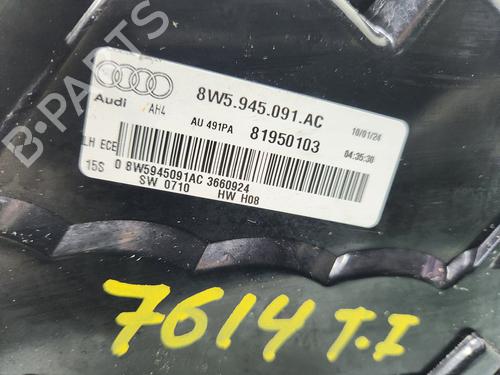 8W5.945.091.AC
Audi
AH4
AU 491PA
81950103
10/01/24
04:35:30
LH ECE
15S
0 8W5945091AC 3660924
SW 0710
HW H08
7614 T.I
B-PARTS